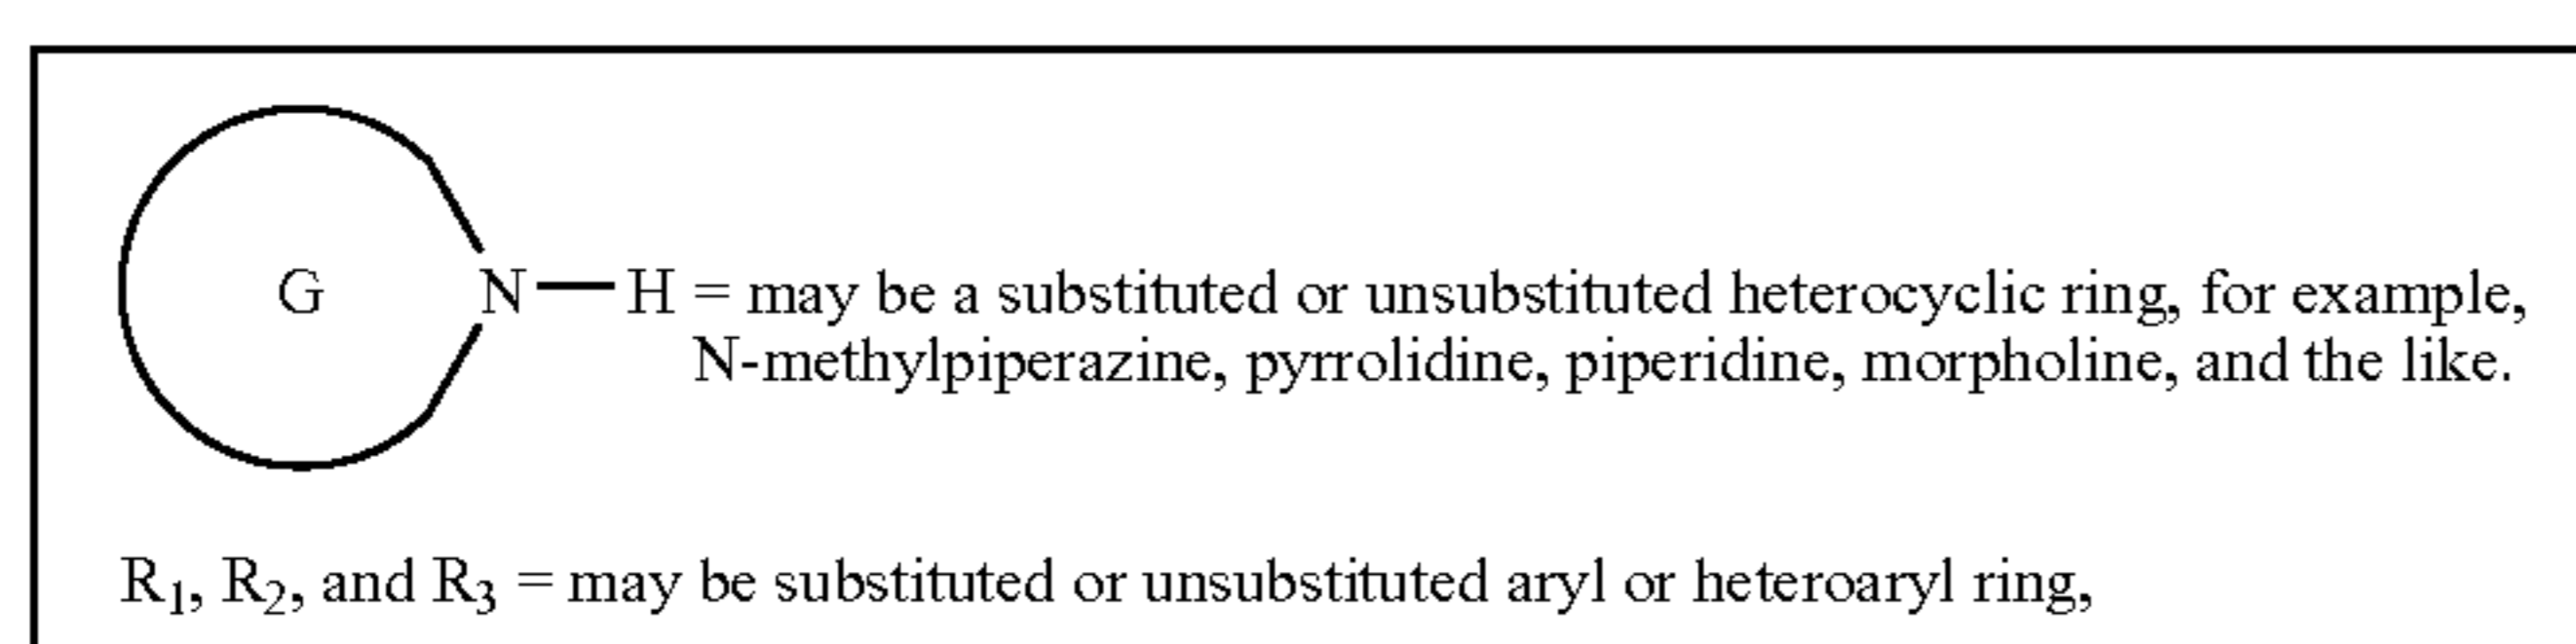 G N—H = may be a substituted or unsubstituted heterocyclic ring, for example,
N-methylpiperazine, pyrrolidine, piperidine, morpholine, and the like.
R₁, R₂, and R₃ = may be substituted or unsubstituted aryl or heteroaryl ring,